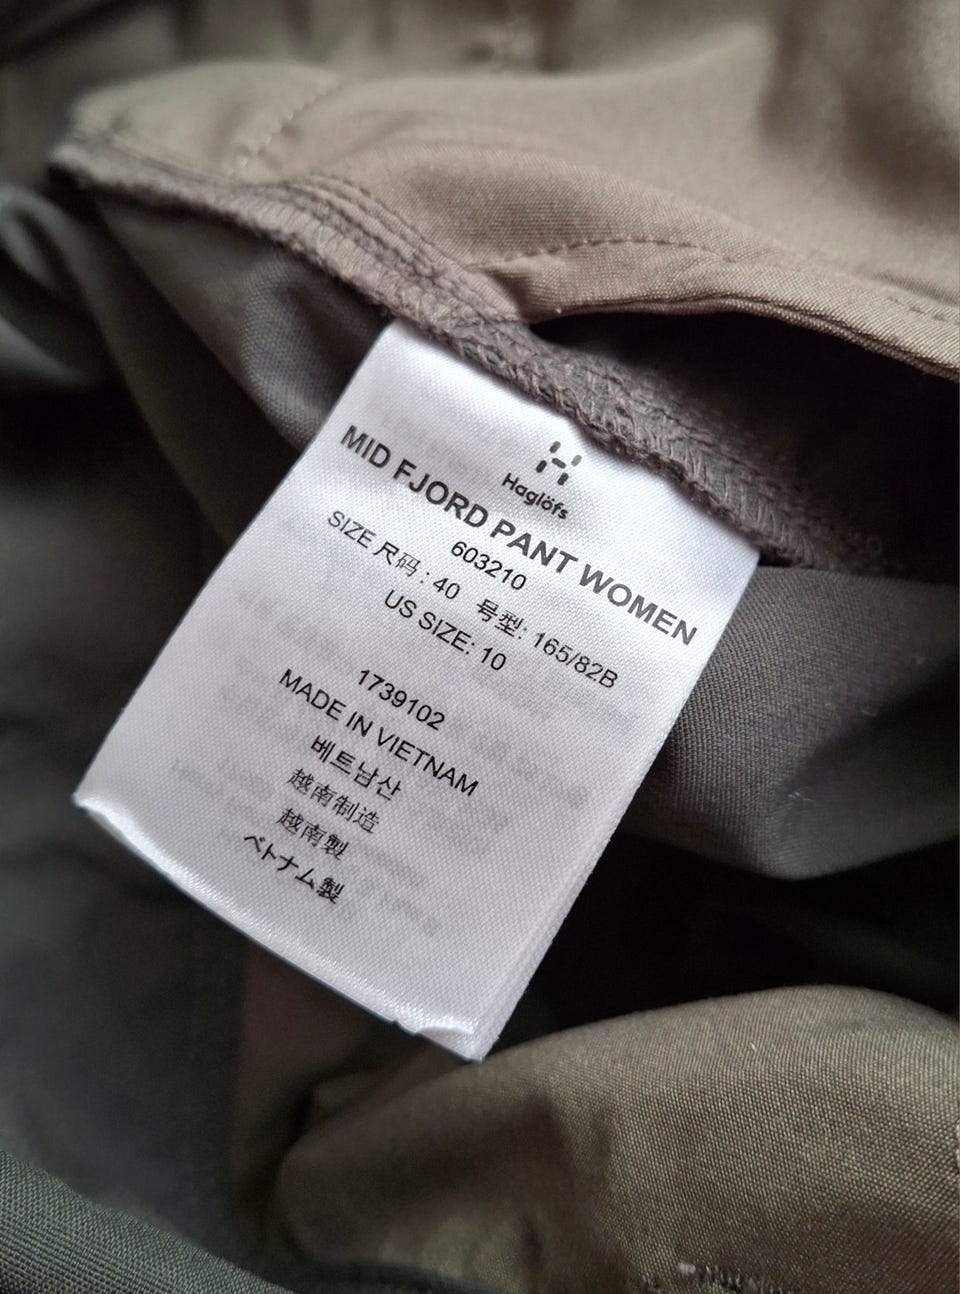 Haglöfs
MID FJORD PANT WOMEN
603210
SIZE 尺码 : 40 号型: 165/82B
US SIZE: 10
1739102
MADE IN VIETNAM
베트남산
越南制造
越南製
ベトナム製